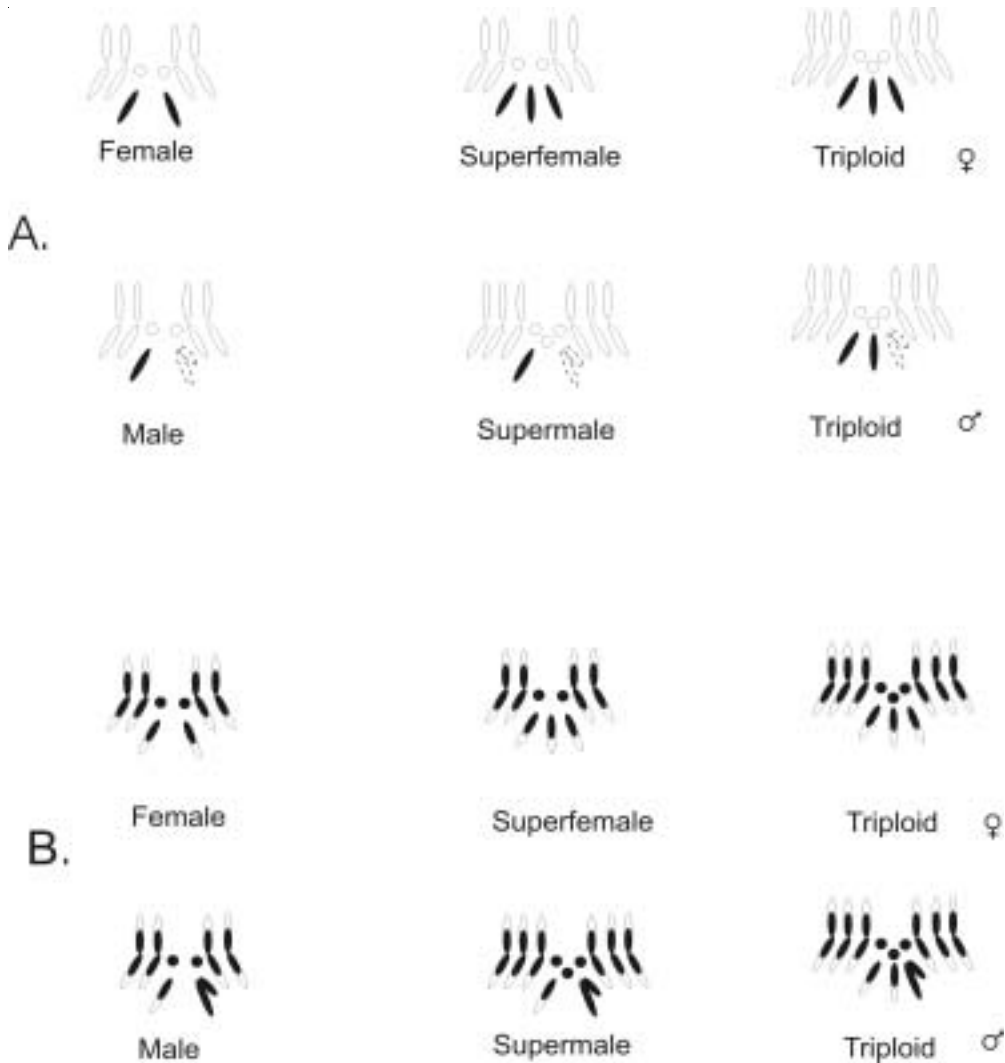 Female Superfemale Triploid ♀
A.
Male Supermale Triploid ♂
Female Superfemale Triploid ♀
B.
Male Supermale Triploid ♂